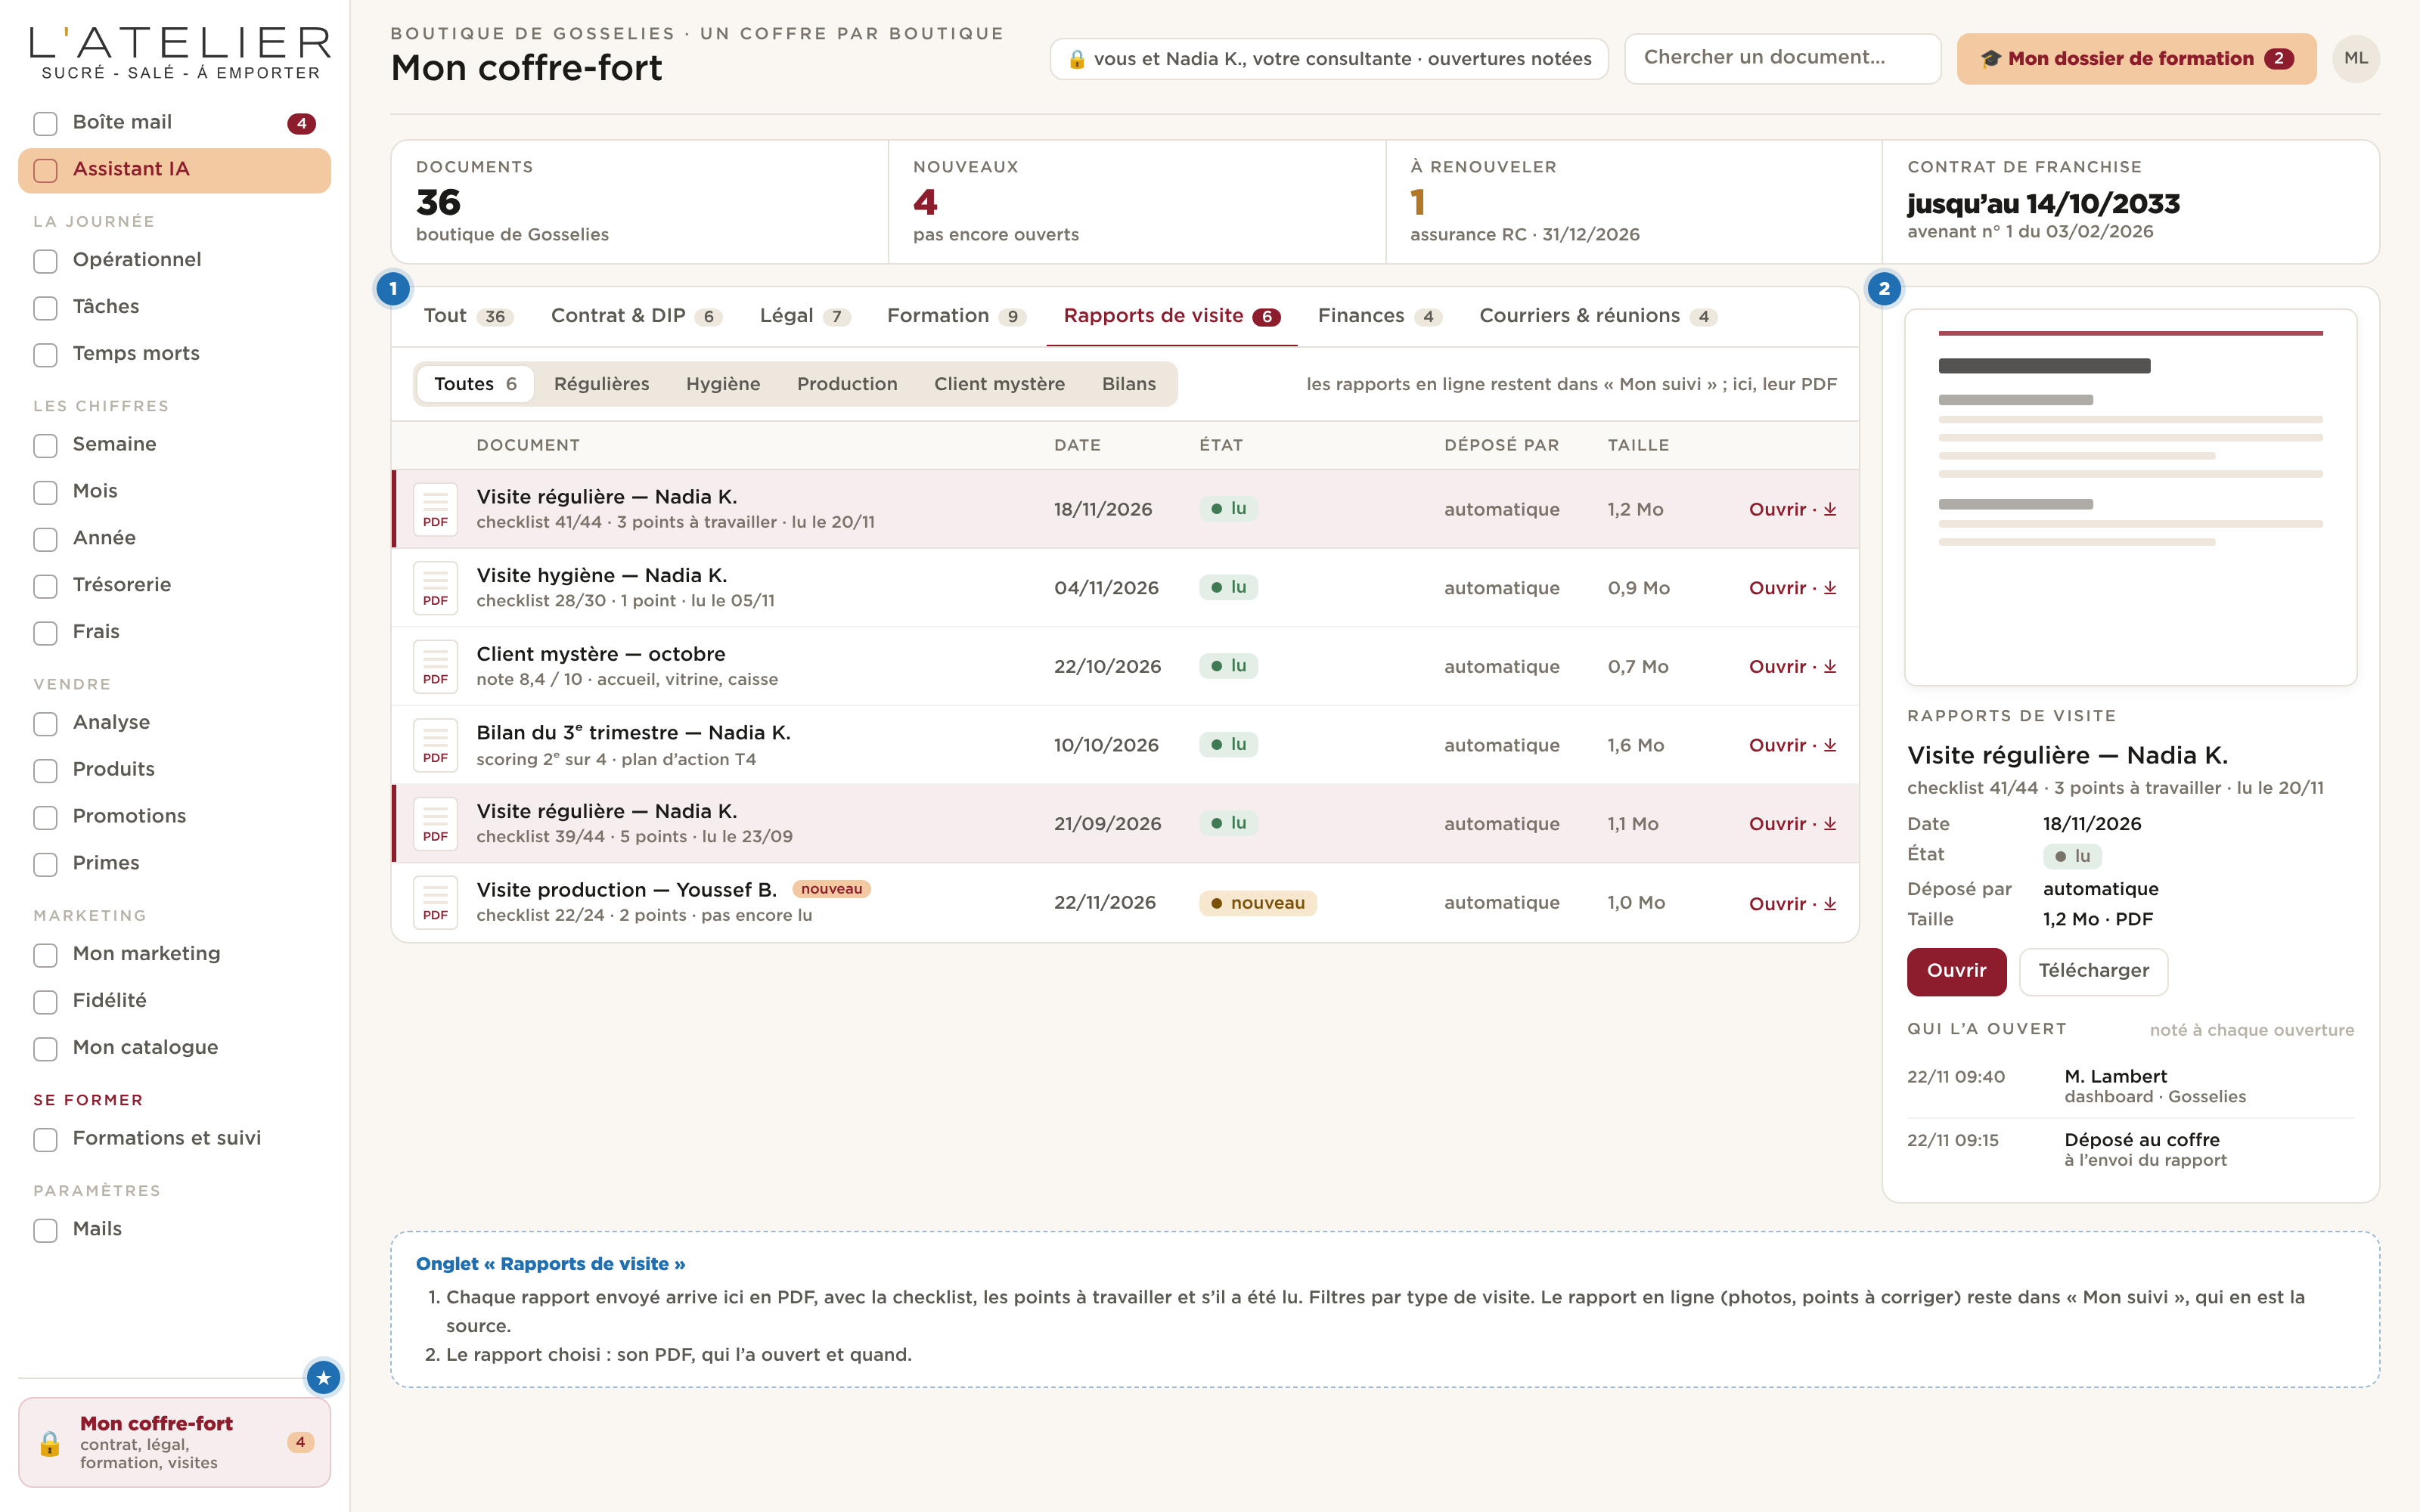 L'ATELIER
SUCRÉ - SALÉ - Á EMPORTER
Boîte mail 4
Assistant IA
LA JOURNÉE
Opérationnel
Tâches
Temps morts
LES CHIFFRES
Semaine
Mois
Année
Trésorerie
Frais
VENDRE
Analyse
Produits
Promotions
Primes
MARKETING
Mon marketing
Fidélité
Mon catalogue
SE FORMER
Formations et suivi
PARAMÈTRES
Mails
★
🔒 Mon coffre-fort 4
contrat, légal,
formation, visites
BOUTIQUE DE GOSSELIES · UN COFFRE PAR BOUTIQUE
Mon coffre-fort
🔒 vous et Nadia K., votre consultante · ouvertures notées
Chercher un document...
🎓 Mon dossier de formation 2
ML
DOCUMENTS
36
boutique de Gosselies
NOUVEAUX
4
pas encore ouverts
À RENOUVELER
1
assurance RC · 31/12/2026
CONTRAT DE FRANCHISE
jusqu’au 14/10/2033
avenant n° 1 du 03/02/2026
1
Tout 36 Contrat & DIP 6 Légal 7 Formation 9 Rapports de visite 6 Finances 4 Courriers & réunions 4
Toutes 6 Régulières Hygiène Production Client mystère Bilans
les rapports en ligne restent dans « Mon suivi » ; ici, leur PDF
DOCUMENT DATE ÉTAT DÉPOSÉ PAR TAILLE
PDF Visite régulière — Nadia K. 18/11/2026 lu automatique 1,2 Mo Ouvrir ·
checklist 41/44 · 3 points à travailler · lu le 20/11
PDF Visite hygiène — Nadia K. 04/11/2026 lu automatique 0,9 Mo Ouvrir ·
checklist 28/30 · 1 point · lu le 05/11
PDF Client mystère — octobre 22/10/2026 lu automatique 0,7 Mo Ouvrir ·
note 8,4 / 10 · accueil, vitrine, caisse
PDF Bilan du 3ᵉ trimestre — Nadia K. 10/10/2026 lu automatique 1,6 Mo Ouvrir ·
scoring 2ᵉ sur 4 · plan d’action T4
PDF Visite régulière — Nadia K. 21/09/2026 lu automatique 1,1 Mo Ouvrir ·
checklist 39/44 · 5 points · lu le 23/09
PDF Visite production — Youssef B. nouveau 22/11/2026 nouveau automatique 1,0 Mo Ouvrir ·
checklist 22/24 · 2 points · pas encore lu
2
RAPPORTS DE VISITE
Visite régulière — Nadia K.
checklist 41/44 · 3 points à travailler · lu le 20/11
Date 18/11/2026
État lu
Déposé par automatique
Taille 1,2 Mo · PDF
Ouvrir Télécharger
QUI L’A OUVERT noté à chaque ouverture
22/11 09:40 M. Lambert
dashboard · Gosselies
22/11 09:15 Déposé au coffre
à l’envoi du rapport
Onglet « Rapports de visite »
1. Chaque rapport envoyé arrive ici en PDF, avec la checklist, les points à travailler et s’il a été lu. Filtres par type de visite. Le rapport en ligne (photos, points à corriger) reste dans « Mon suivi », qui en est la
source.
2. Le rapport choisi : son PDF, qui l’a ouvert et quand.